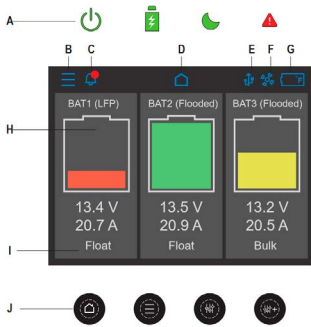 A
B C D E F G
F
BAT1 (LFP) BAT2 (Flooded) BAT3 (Flooded)
H
13.4 V 13.5 V 13.2 V
20.7 A 20.9 A 20.5 A
I Float Float Bulk
J